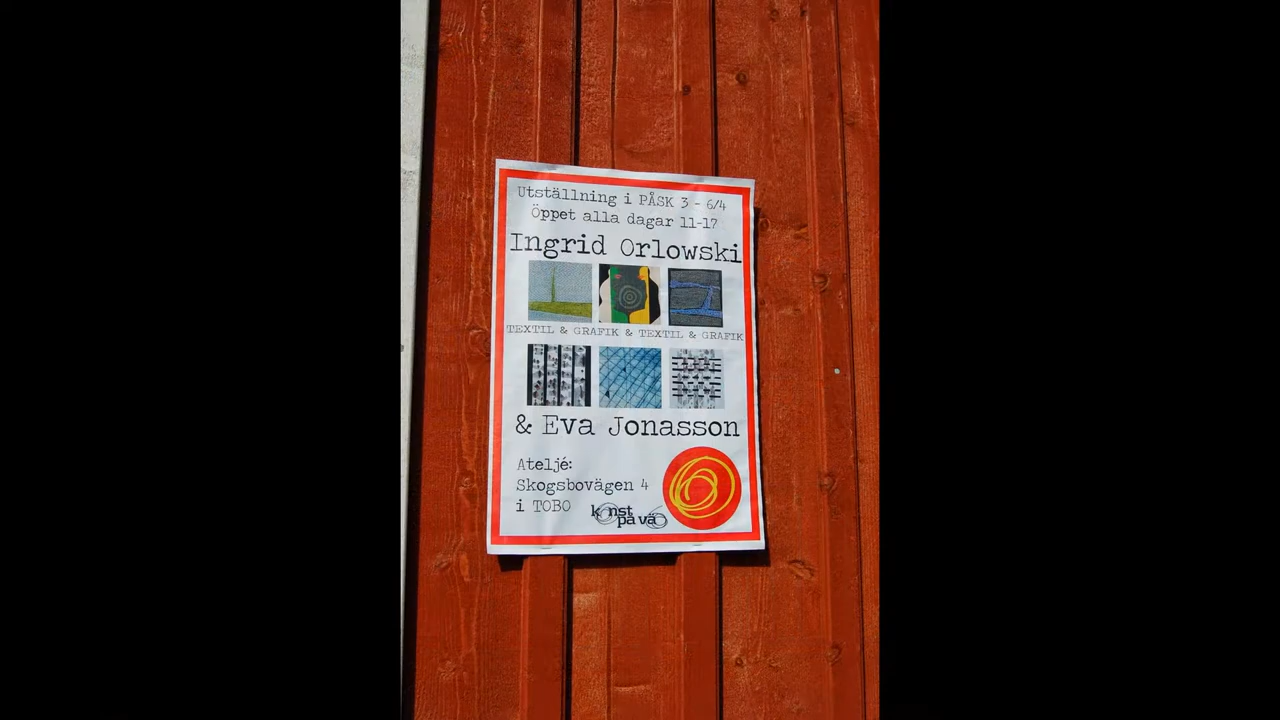 Utställning i PÅSK 3 - 6/4
Öppet alla dagar 11-17
Ingrid Orlowski
TEXTIL & GRAFIK & TEXTIL & GRAFIK
& Eva Jonasson
Ateljé:
Skogsbovägen 4
i TOBO
konst
på väg